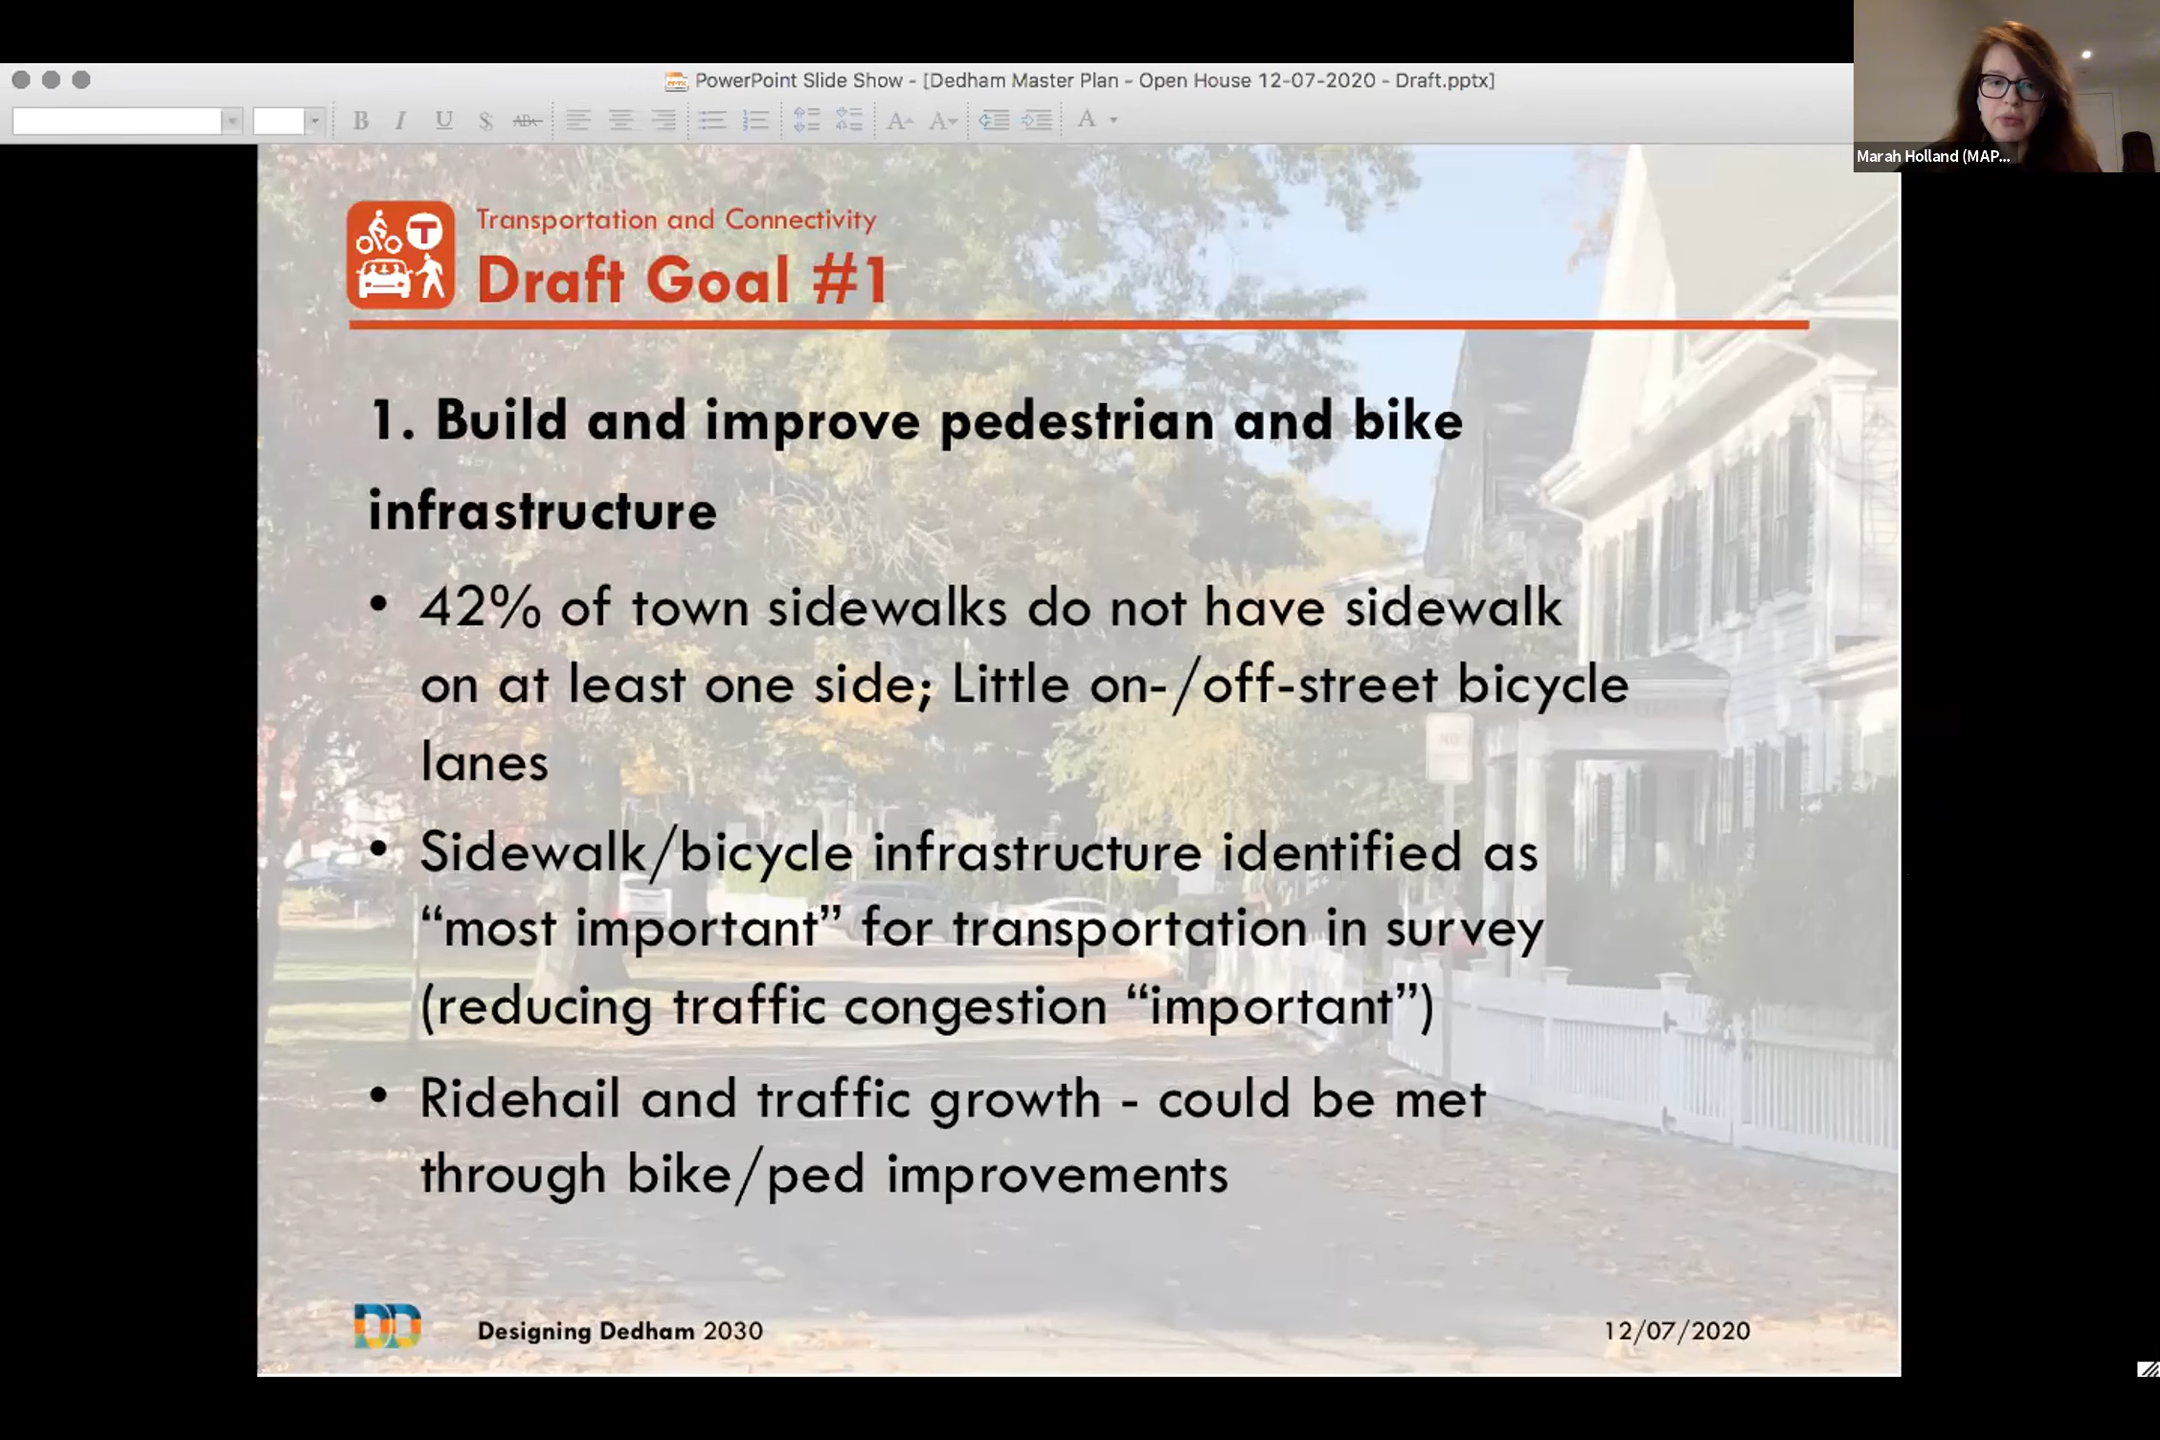 PowerPoint Slide Show - [Dedham Master Plan - Open House 12-07-2020 - Draft.pptx]
B I U S ABC A A A
Marah Holland (MAP...
T
Transportation and Connectivity
Draft Goal #1
1. Build and improve pedestrian and bike
infrastructure
• 42% of town sidewalks do not have sidewalk
on at least one side; Little on-/off-street bicycle
lanes
• Sidewalk/bicycle infrastructure identified as
“most important” for transportation in survey
(reducing traffic congestion “important”)
• Ridehail and traffic growth - could be met
through bike/ped improvements
DD
Designing Dedham 2030
12/07/2020